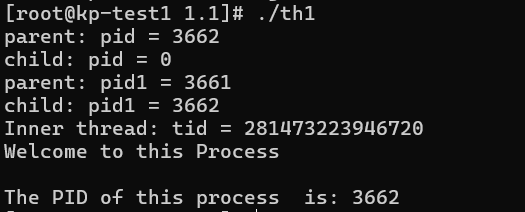 [root@kp-test1 1.1]# ./th1
parent: pid = 3662
child: pid = 0
parent: pid1 = 3661
child: pid1 = 3662
Inner thread: tid = 281473223946720
Welcome to this Process
The PID of this process  is: 3662